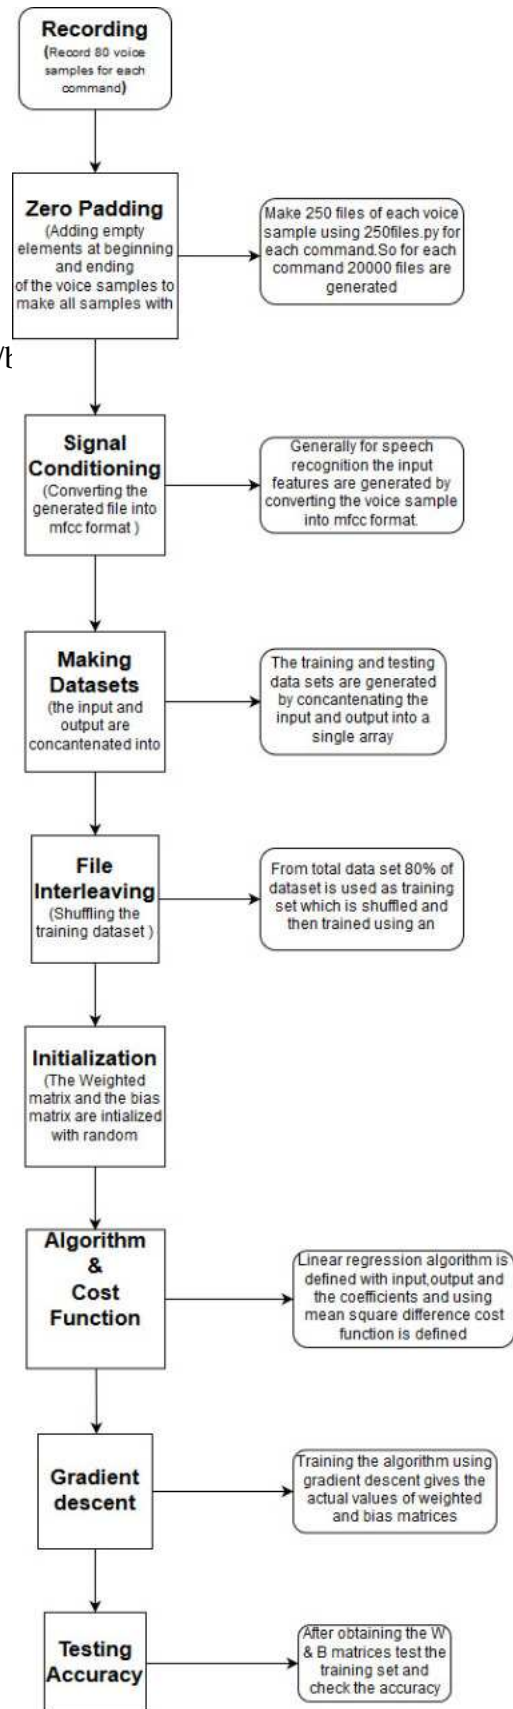 Recording
(Record 80 voice
samples for each
command)
Zero Padding
(Adding empty
elements at beginning
and ending
of the voice samples to
make all samples with
Make 250 files of each voice
sample using 250files.py for
each command.So for each
command 20000 files are
generated
Signal
Conditioning
(Converting the
generated file into
mfcc format )
Generally for speech
recognition the input
features are generated by
converting the voice sample
into mfcc format.
Making
Datasets
(the input and
output are
concantenated into
The training and testing
data sets are generated
by concantenating the
input and output into a
single array
File
Interleaving
(Shuffling the
training dataset )
From total data set 80% of
dataset is used as training
set which is shuffled and
then trained using an
Initialization
(The Weighted
matrix and the bias
matrix are intialized
with random
Algorithm
&
Cost
Function
Linear regression algorithm is
defined with input,output and
the coefficients and using
mean square difference cost
function is defined
Gradient
descent
Training the algorithm using
gradient descent gives the
actual values of weighted
and bias matrices
Testing
Accuracy
After obtaining the W
& B matrices test the
training set and
check the accuracy